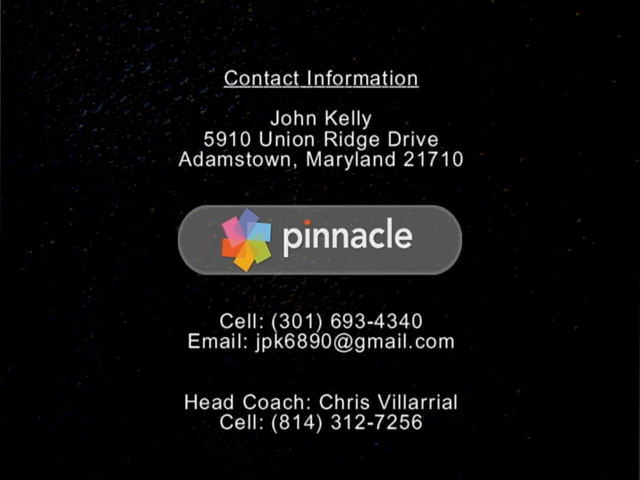 Contact Information
John Kelly
5910 Union Ridge Drive
Adamstown, Maryland 21710
pinnacle
Cell: (301) 693-4340
Email: jpk6890@gmail.com
Head Coach: Chris Villarrial
Cell: (814) 312-7256